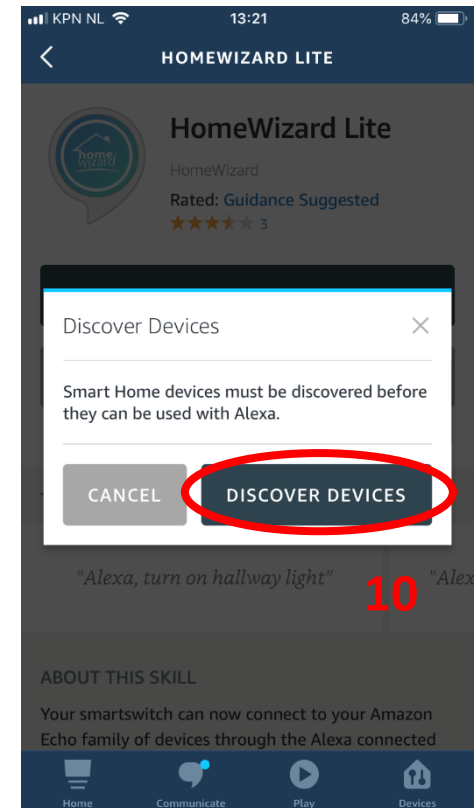 KPN NL 13:21 84%
HOMEWIZARD LITE
home
wizard
HomeWizard Lite
HomeWizard
Rated: Guidance Suggested
3
Discover Devices
Smart Home devices must be discovered before
they can be used with Alexa.
CANCEL DISCOVER DEVICES
"Alexa, turn on hallway light" "Alex
10
ABOUT THIS SKILL
Your smartswitch can now connect to your Amazon
Echo family of devices through the Alexa connected
Home Communicate Play Devices